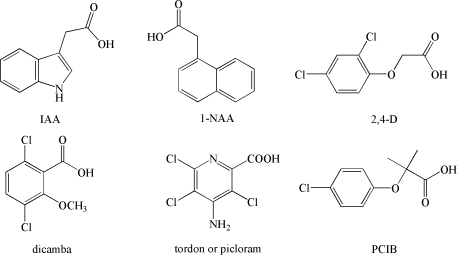 O
OH
N
H
IAA
O
HO
1-NAA
Cl
Cl
O
O
OH
2,4-D
Cl
O
OH
OCH3
Cl
dicamba
Cl
N
COOH
Cl
Cl
NH2
tordon or picloram
Cl
O
OH
O
PCIB